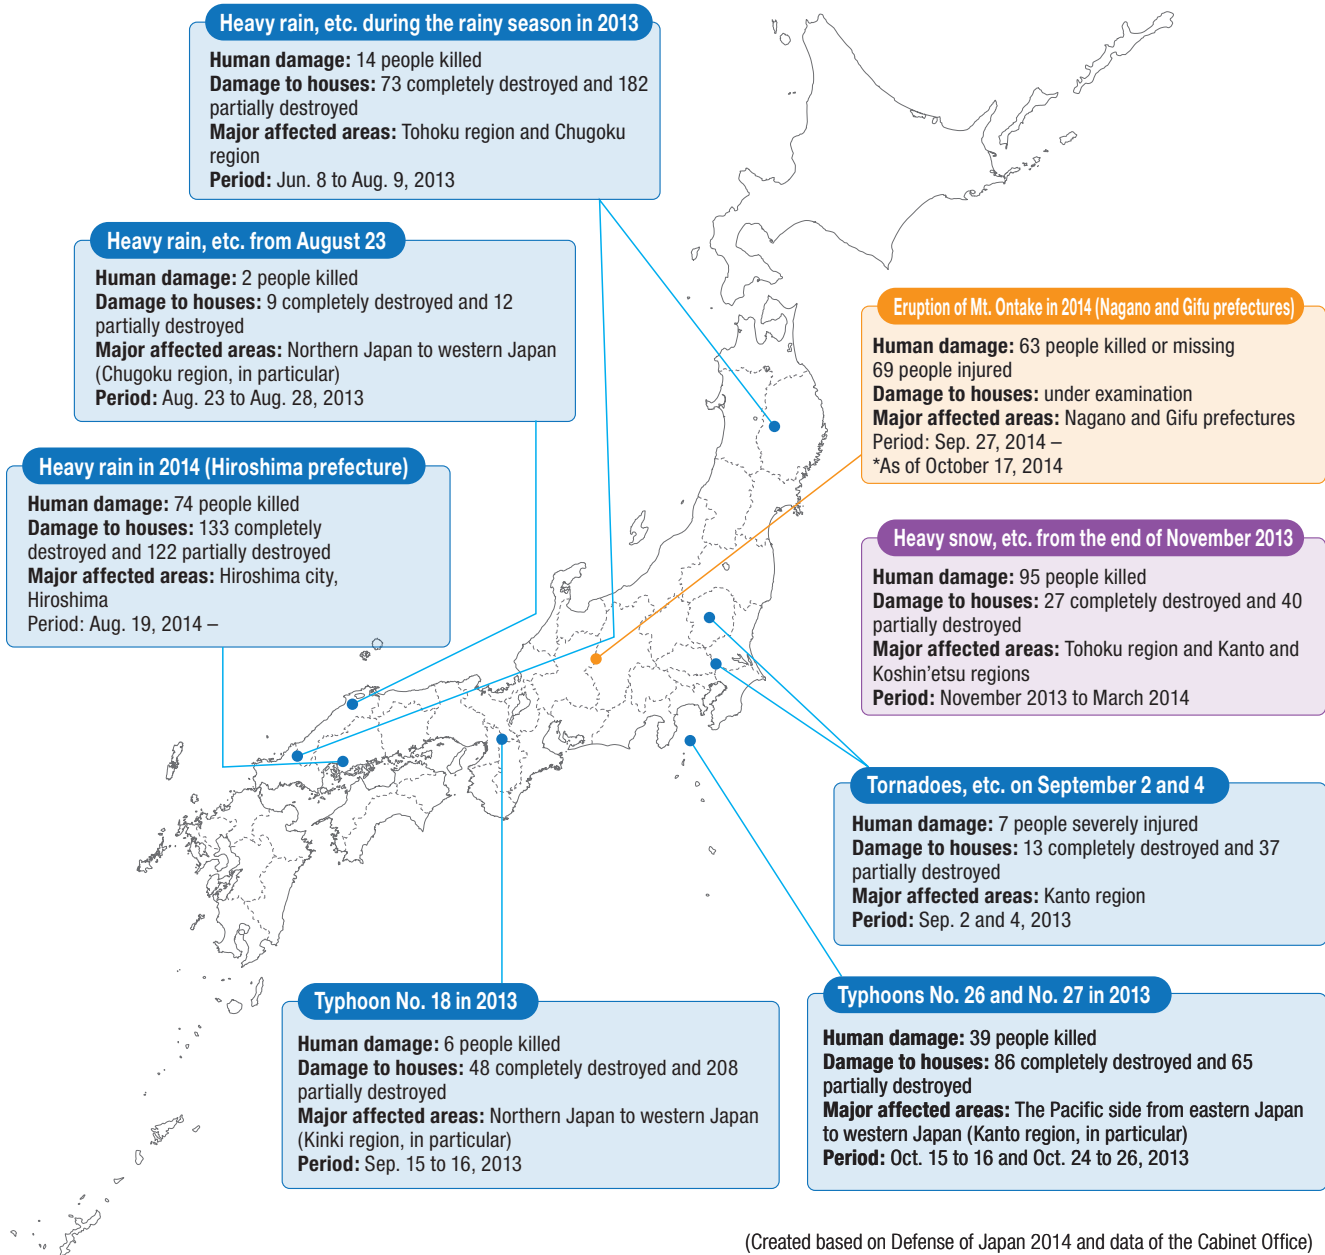 Heavy rain, etc. during the rainy season in 2013
Human damage: 14 people killed
Damage to houses: 73 completely destroyed and 182
partially destroyed
Major affected areas: Tohoku region and Chugoku
region
Period: Jun. 8 to Aug. 9, 2013
Heavy rain, etc. from August 23
Human damage: 2 people killed
Damage to houses: 9 completely destroyed and 12
partially destroyed
Major affected areas: Northern Japan to western Japan
(Chugoku region, in particular)
Period: Aug. 23 to Aug. 28, 2013
Eruption of Mt. Ontake in 2014 (Nagano and Gifu prefectures)
Human damage: 63 people killed or missing
69 people injured
Damage to houses: under examination
Major affected areas: Nagano and Gifu prefectures
Period: Sep. 27, 2014 –
*As of October 17, 2014
Heavy rain in 2014 (Hiroshima prefecture)
Human damage: 74 people killed
Damage to houses: 133 completely
destroyed and 122 partially destroyed
Major affected areas: Hiroshima city,
Hiroshima
Period: Aug. 19, 2014 –
Heavy snow, etc. from the end of November 2013
Human damage: 95 people killed
Damage to houses: 27 completely destroyed and 40
partially destroyed
Major affected areas: Tohoku region and Kanto and
Koshin'etsu regions
Period: November 2013 to March 2014
Tornadoes, etc. on September 2 and 4
Human damage: 7 people severely injured
Damage to houses: 13 completely destroyed and 37
partially destroyed
Major affected areas: Kanto region
Period: Sep. 2 and 4, 2013
Typhoon No. 18 in 2013
Human damage: 6 people killed
Damage to houses: 48 completely destroyed and 208
partially destroyed
Major affected areas: Northern Japan to western Japan
(Kinki region, in particular)
Period: Sep. 15 to 16, 2013
Typhoons No. 26 and No. 27 in 2013
Human damage: 39 people killed
Damage to houses: 86 completely destroyed and 65
partially destroyed
Major affected areas: The Pacific side from eastern Japan
to western Japan (Kanto region, in particular)
Period: Oct. 15 to 16 and Oct. 24 to 26, 2013
(Created based on Defense of Japan 2014 and data of the Cabinet Office)